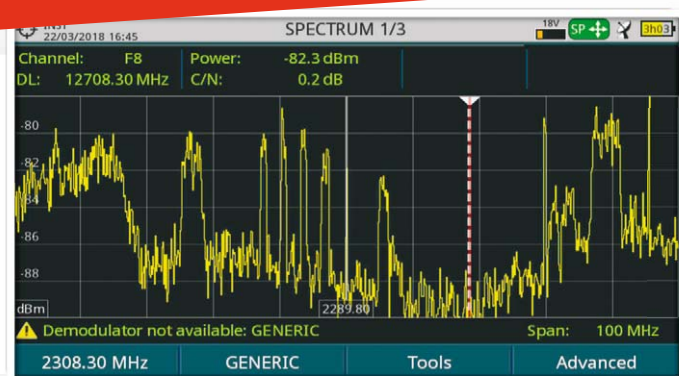 INST
22/03/2018 16:45
SPECTRUM 1/3
18V
SP
3h03
Channel: F8 Power: -82.3 dBm
DL: 12708.30 MHz C/N: 0.2 dB
-80
-82
-84
-86
-88
dBm
2289.80
Demodulator not available: GENERIC Span: 100 MHz
2308.30 MHz GENERIC Tools Advanced